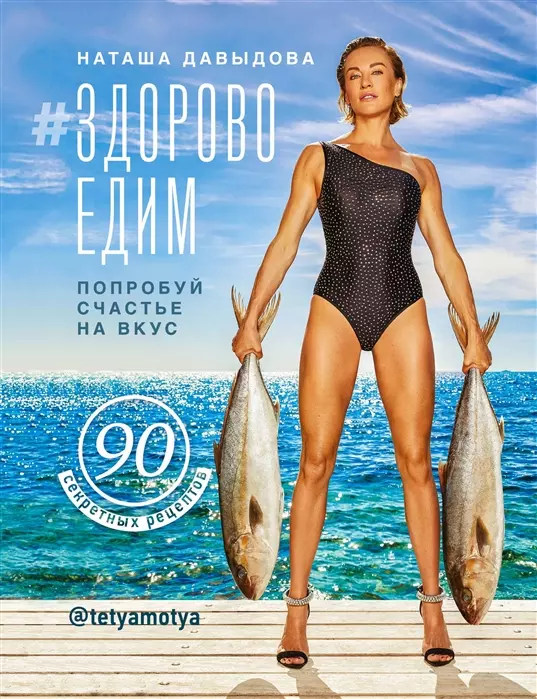 НАТАША ДАВЫДОВА
#ЗДОРОВО
ЕДИМ
ПОПРОБУЙ
СЧАСТЬЕ
НА ВКУС
90
секретных рецептов
@tetyamotya